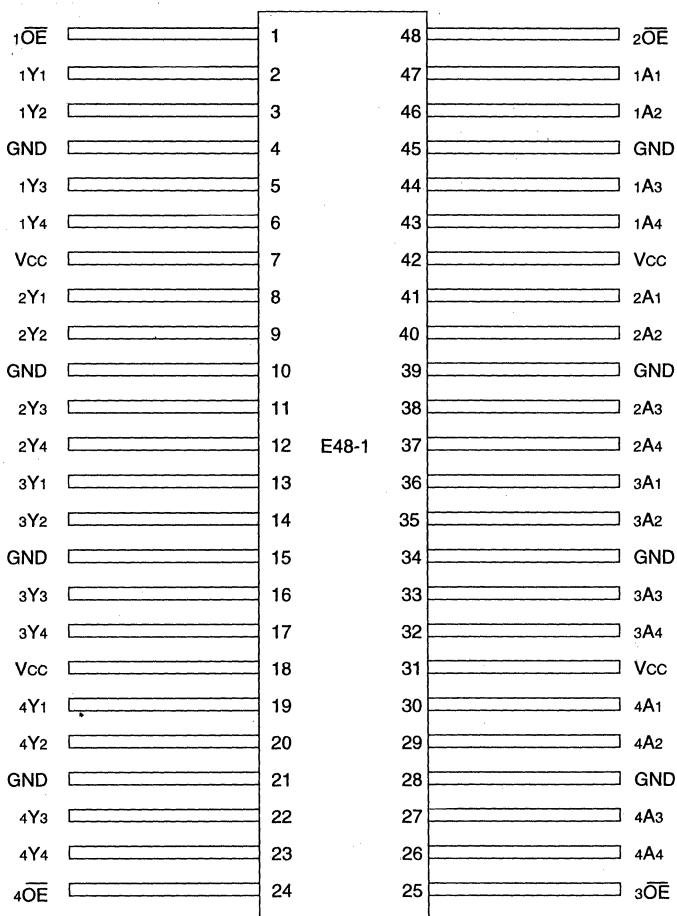 1O̅E̅ 1 48 2O̅E̅
1Y1 2 47 1A1
1Y2 3 46 1A2
GND 4 45 GND
1Y3 5 44 1A3
1Y4 6 43 1A4
VCC 7 42 VCC
2Y1 8 41 2A1
2Y2 9 40 2A2
GND 10 39 GND
2Y3 11 38 2A3
2Y4 12 E48-1 37 2A4
3Y1 13 36 3A1
3Y2 14 35 3A2
GND 15 34 GND
3Y3 16 33 3A3
3Y4 17 32 3A4
VCC 18 31 VCC
4Y1 19 30 4A1
4Y2 20 29 4A2
GND 21 28 GND
4Y3 22 27 4A3
4Y4 23 26 4A4
4O̅E̅ 24 25 3O̅E̅